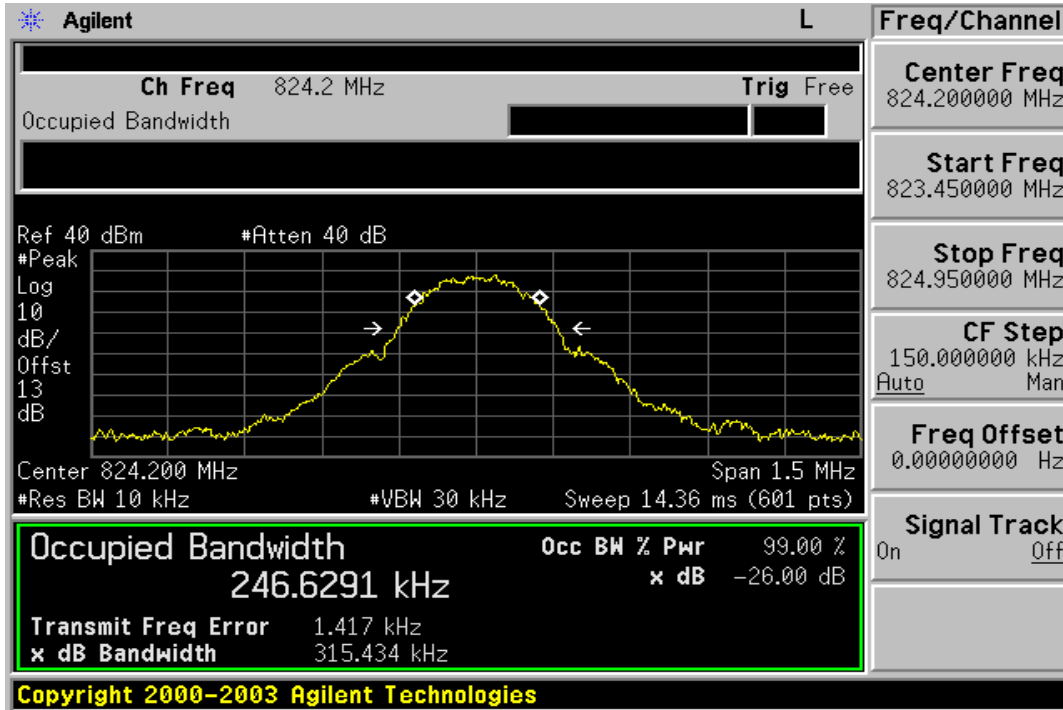 Agilent L
Freq/Channel
Ch Freq 824.2 MHz Trig Free
Occupied Bandwidth
Center Freq
824.200000 MHz
Start Freq
823.450000 MHz
Stop Freq
824.950000 MHz
CF Step
150.000000 kHz
Auto Man
Freq Offset
0.00000000 Hz
Signal Track
On Off
Ref 40 dBm #Atten 40 dB
#Peak
Log
10
dB/
Offst
13
dB
Center 824.200 MHz Span 1.5 MHz
#Res BW 10 kHz #VBW 30 kHz Sweep 14.36 ms (601 pts)
Occupied Bandwidth Occ BW % Pwr 99.00 %
246.6291 kHz x dB -26.00 dB
Transmit Freq Error 1.417 kHz
x dB Bandwidth 315.434 kHz
Copyright 2000-2003 Agilent Technologies